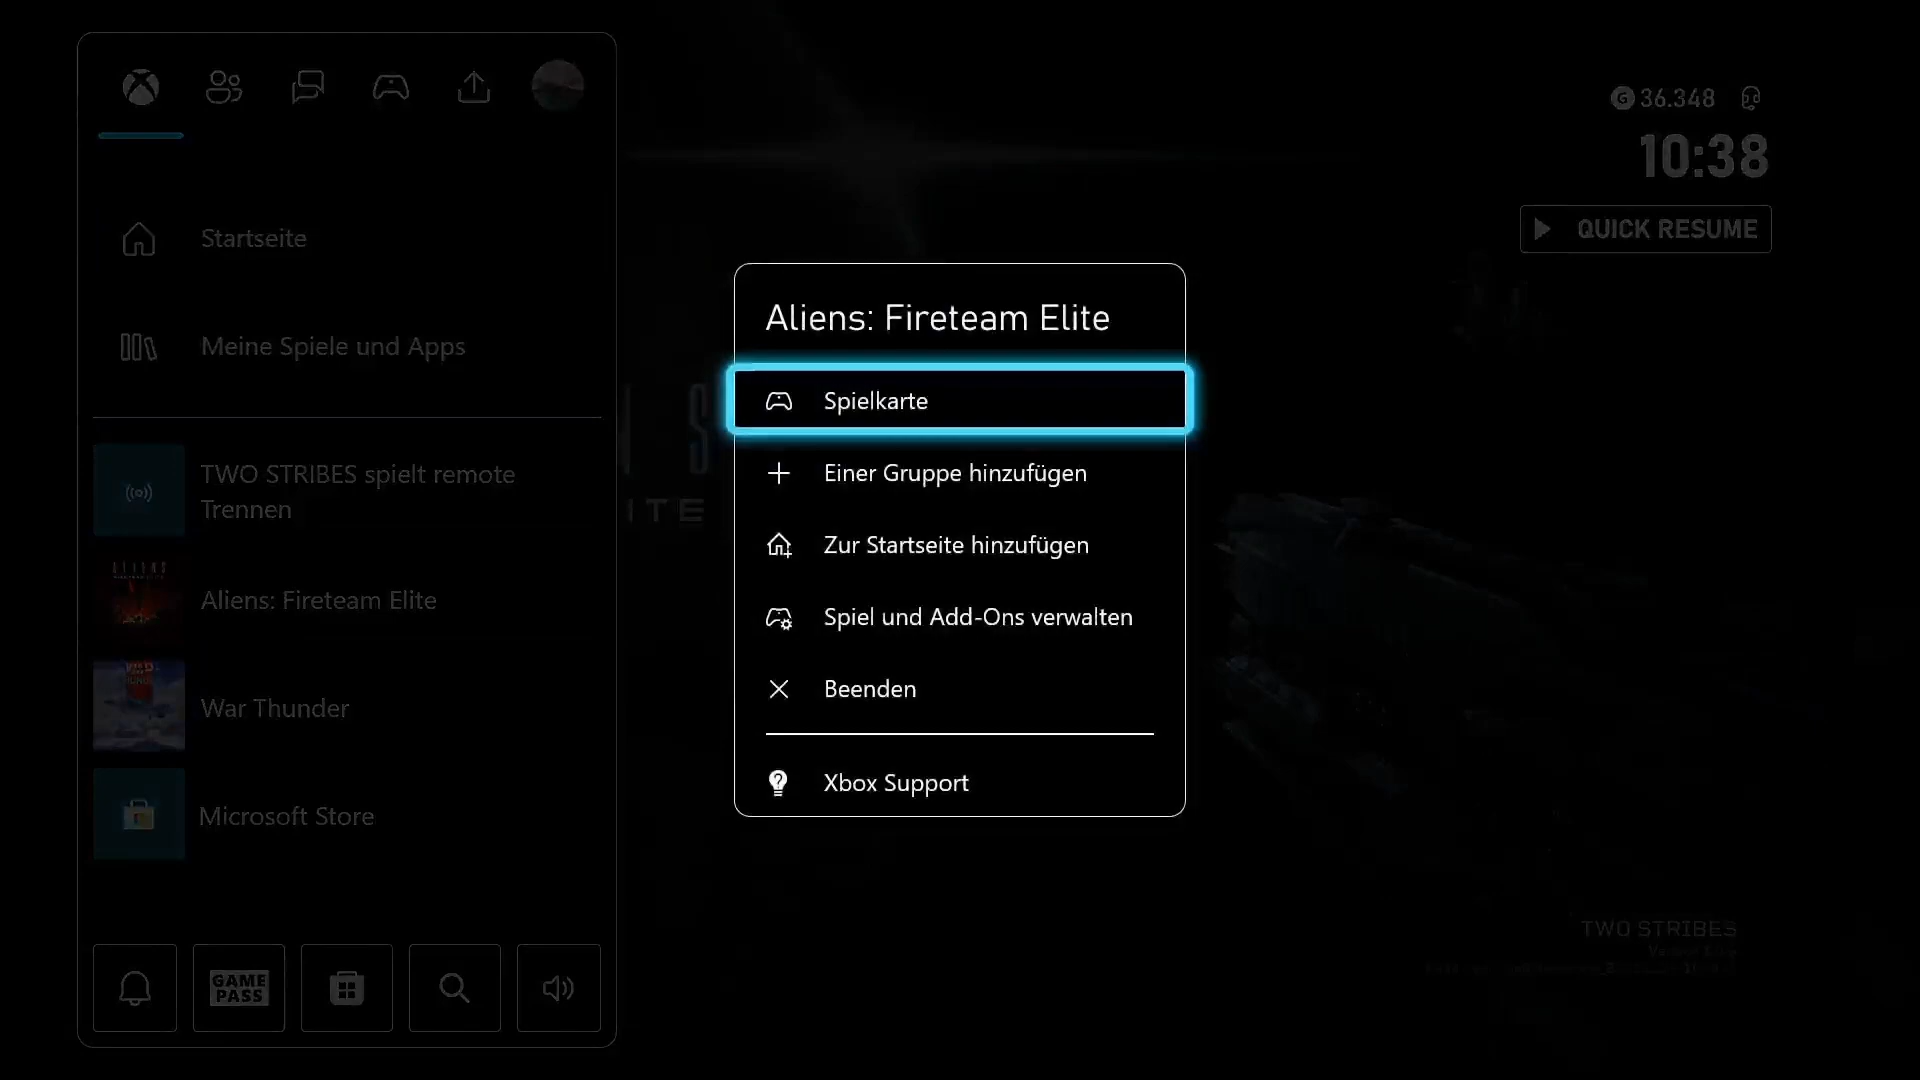 36.348
10:38
QUICK RESUME
Startseite
Meine Spiele und Apps
TWO STRIBES spielt remote
Trennen
ALIENS
Aliens: Fireteam Elite
War Thunder
Microsoft Store
GAME
PASS
Aliens: Fireteam Elite
Spielkarte
Einer Gruppe hinzufügen
Zur Startseite hinzufügen
Spiel und Add-Ons verwalten
Beenden
Xbox Support
S
ITE
TWO STRIBES